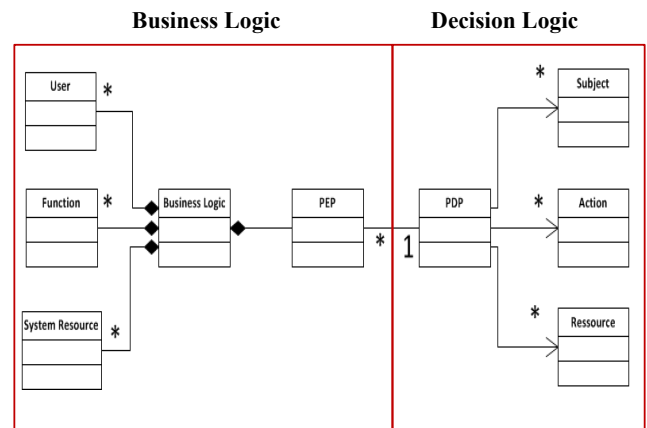 Business Logic
Decision Logic
User
*
Function
*
System Resource
*
Business Logic
PEP
*
1
PDP
*
Subject
*
Action
*
Ressource